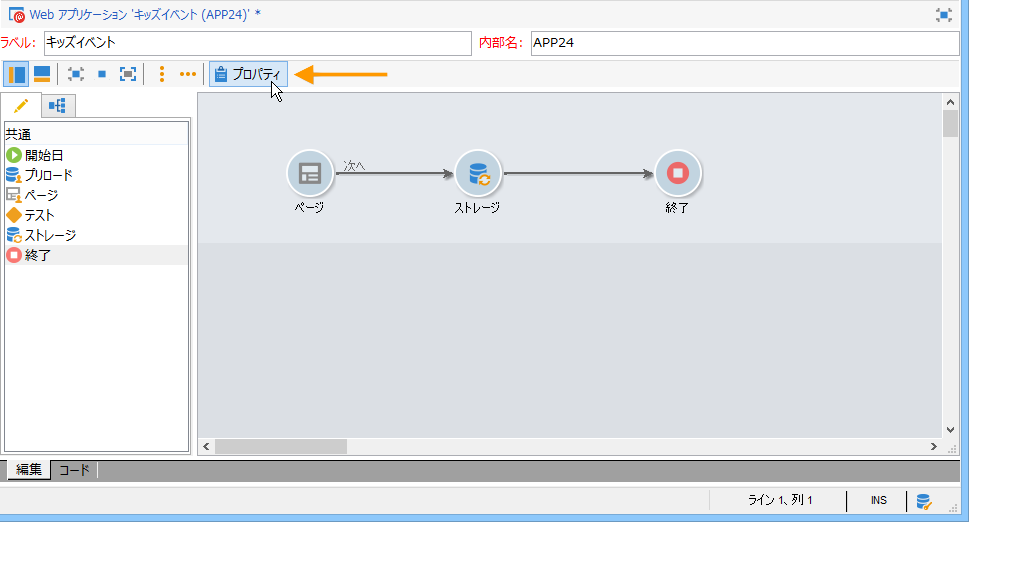 Web アプリケーション 'キッズイベント (APP24)' *
ラベル: キッズイベント 内部名: APP24
プロパティ
共通
開始日
プリロード
ページ
テスト
ストレージ
終了
次へ
ページ ストレージ 終了
編集 コード
ライン 1、列 1 INS